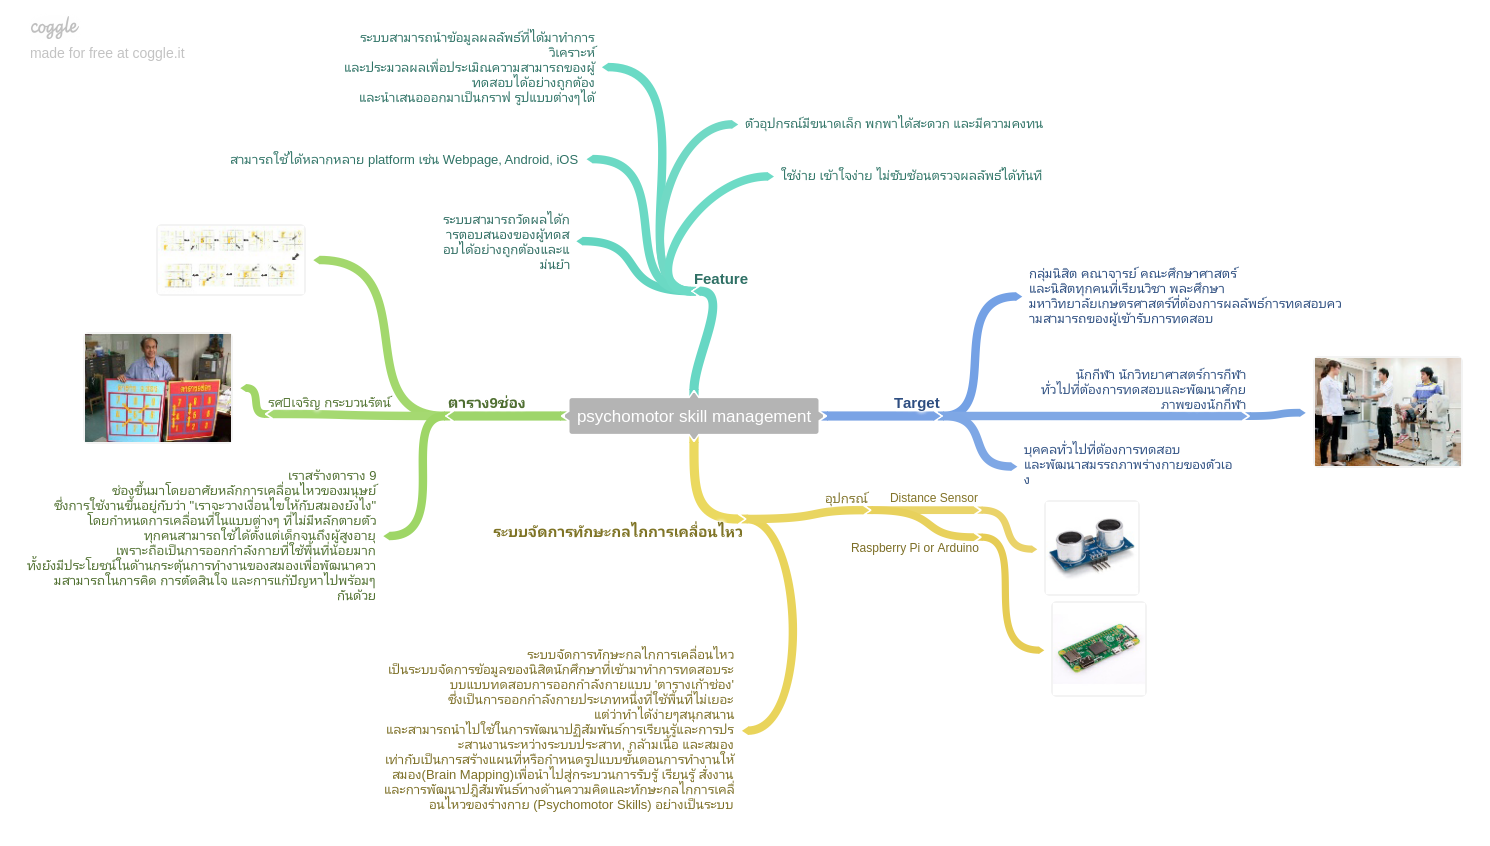 coggle
made for free at coggle.it
ระบบสามารถนำข้อมูลผลลัพธ์ที่ได้มาทำการ
วิเคราะห์
และประมวลผลเพื่อประเมิณความสามารถของผู้
ทดสอบได้อย่างถูกต้อง
และนำเสนอออกมาเป็นกราฟ รูปแบบต่างๆได้
ตัวอุปกรณ์มีขนาดเล็ก พกพาได้สะดวก และมีความคงทน
สามารถใช้ได้หลากหลาย platform เช่น Webpage, Android, iOS
ใช้ง่าย เข้าใจง่าย ไม่ซับซ้อนตรวจผลลัพธ์ได้ทันที
ระบบสามารถวัดผลได้ก
ารตอบสนองของผู้ทดส
อบได้อย่างถูกต้องและแ
ม่นยำ
Feature
กลุ่มนิสิต คณาจารย์ คณะศึกษาศาสตร์
และนิสิตทุกคนที่เรียนวิชา พละศึกษา
มหาวิทยาลัยเกษตรศาสตร์ที่ต้องการผลลัพธ์การทดสอบคว
ามสามารถของผู้เข้ารับการทดสอบ
นักกีฬา นักวิทยาศาสตร์การกีฬา
ทั่วไปที่ต้องการทดสอบและพัฒนาศักย
ภาพของนักกีฬา
รศ เจริญ กระบวนรัตน์
ตาราง9ช่อง
psychomotor skill management
Target
บุคคลทั่วไปที่ต้องการทดสอบ
และพัฒนาสมรรถภาพร่างกายของตัวเอ
ง
เราสร้างตาราง 9
ช่องขึ้นมาโดยอาศัยหลักการเคลื่อนไหวของมนุษย์
ซึ่งการใช้งานขึ้นอยู่กับว่า "เราจะวางเงื่อนไขให้กับสมองยังไง"
โดยกำหนดการเคลื่อนที่ในแบบต่างๆ ที่ไม่มีหลักตายตัว
ทุกคนสามารถใช้ได้ตั้งแต่เด็กจนถึงผู้สูงอายุ
เพราะถือเป็นการออกกำลังกายที่ใช้พื้นที่น้อยมาก
ทั้งยังมีประโยชน์ในด้านกระตุ้นการทำงานของสมองเพื่อพัฒนาควา
มสามารถในการคิด การตัดสินใจ และการแก้ปัญหาไปพร้อมๆ
กันด้วย
อุปกรณ์
Distance Sensor
ระบบจัดการทักษะกลไกการเคลื่อนไหว
Raspberry Pi or Arduino
ระบบจัดการทักษะกลไกการเคลื่อนไหว
เป็นระบบจัดการข้อมูลของนิสิตนักศึกษาที่เข้ามาทำการทดสอบระ
บบแบบทดสอบการออกกำลังกายแบบ 'ตารางเก้าช่อง'
ซึ่งเป็นการออกกำลังกายประเภทหนึ่งที่ใช้พื้นที่ไม่เยอะ
แต่ว่าทำได้ง่ายๆสนุกสนาน
และสามารถนำไปใช้ในการพัฒนาปฏิสัมพันธ์การเรียนรู้และการปร
ะสานงานระหว่างระบบประสาท, กล้ามเนื้อ และสมอง
เท่ากับเป็นการสร้างแผนที่หรือกำหนดรูปแบบขั้นตอนการทำงานให้
สมอง(Brain Mapping)เพื่อนำไปสู่กระบวนการรับรู้ เรียนรู้ สั่งงาน
และการพัฒนาปฏิสัมพันธ์ทางด้านความคิดและทักษะกลไกการเคลื่
อนไหวของร่างกาย (Psychomotor Skills) อย่างเป็นระบบ